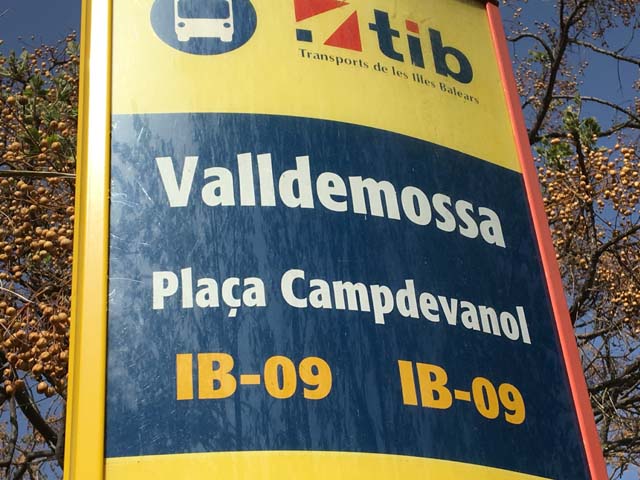 tib
Transports de les Illes Balears
Valldemossa
Plaça Campdevanol
IB-09 IB-09